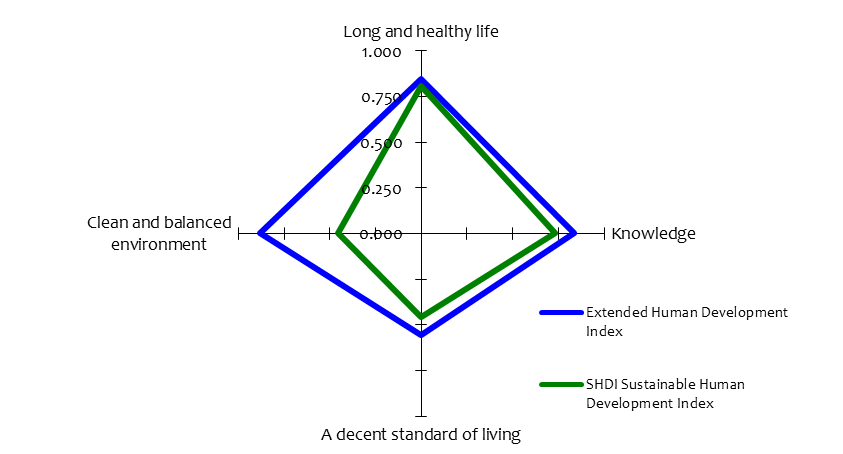 Long and healthy life
1.000
0.750
0.500
0.250
0.000
Clean and balanced
environment
Knowledge
Extended Human Development
Index
SHDI Sustainable Human
Development Index
A decent standard of living